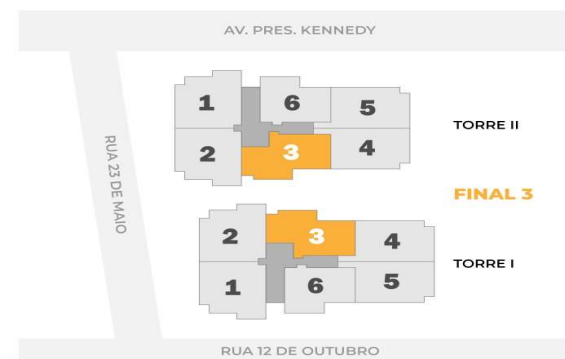 AV. PRES. KENNEDY
1 6 5
TORRE II
2 3 4
RUA 23 DE MAIO
FINAL 3
2 3 4
TORRE I
1 6 5
RUA 12 DE OUTUBRO